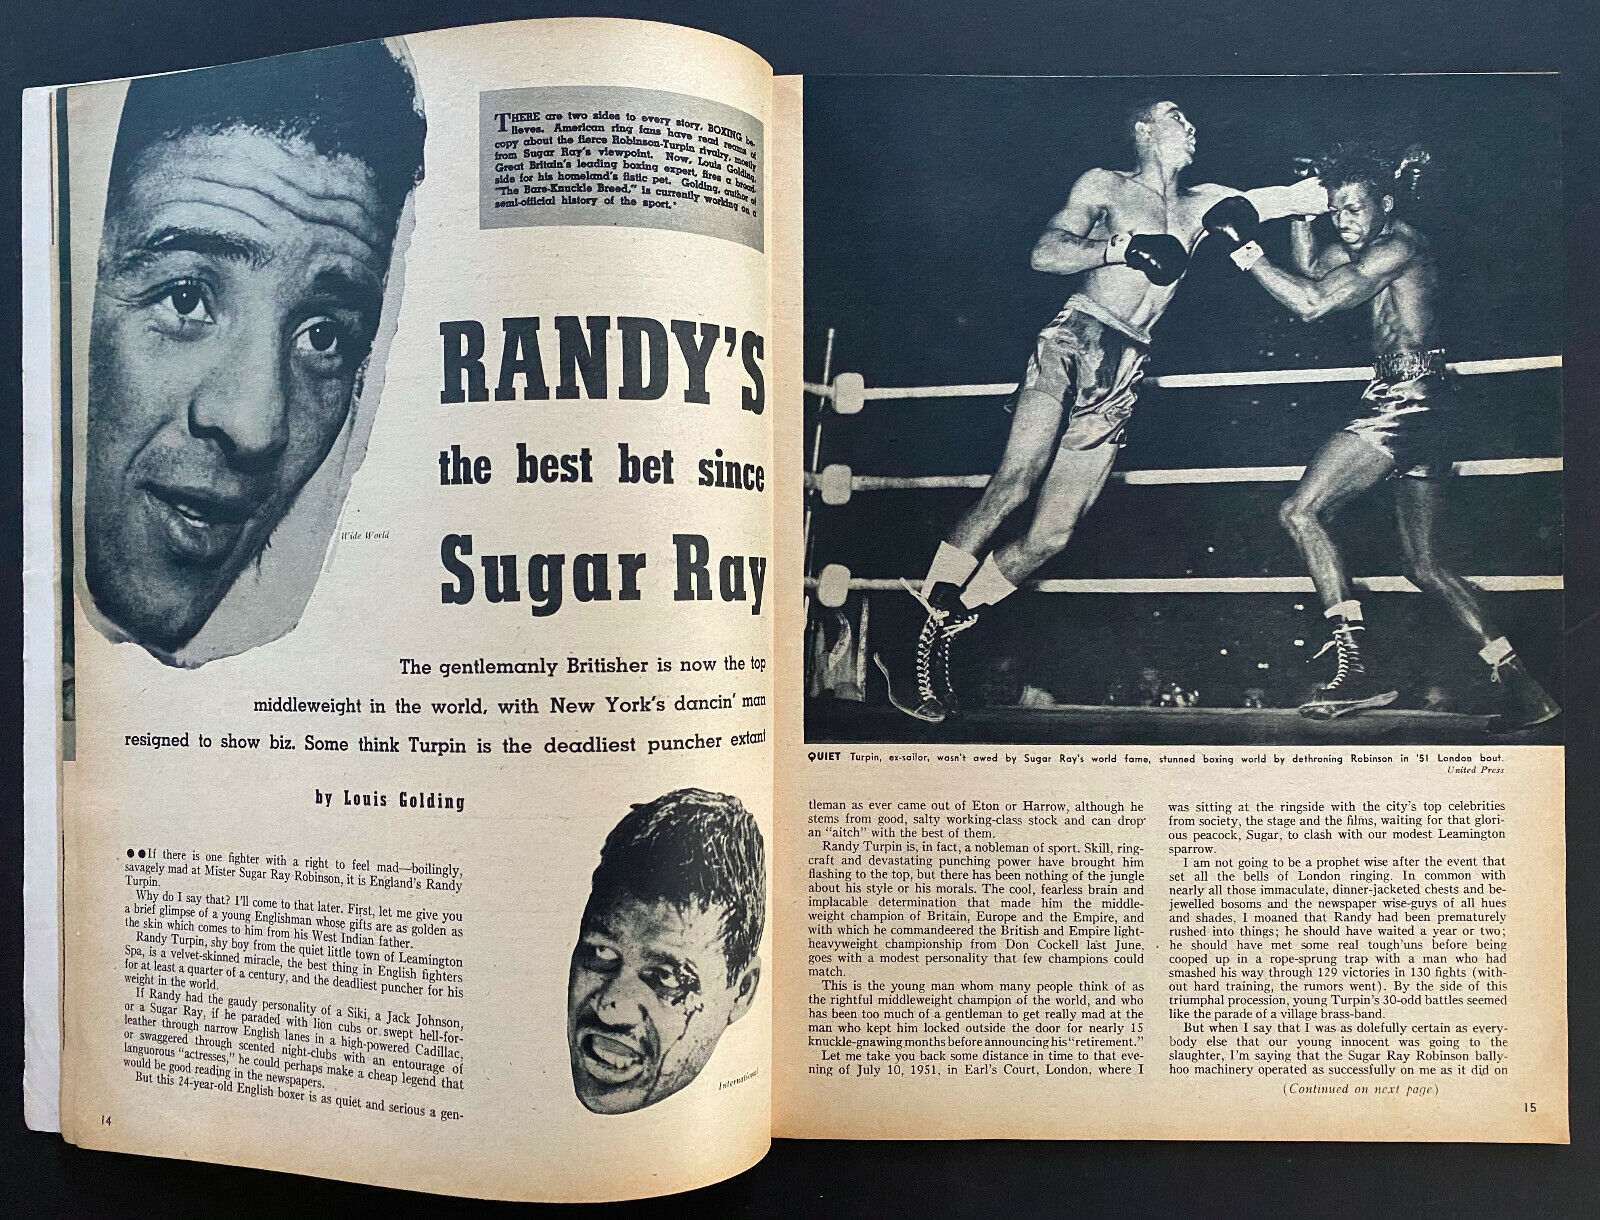 THERE are two sides to every story, BOXING be-
lieves. American ring fans have read reams of
copy about the fierce Robinson-Turpin rivalry, mostly
from Sugar Ray's viewpoint. Now, Louis Golding,
Great Britain's leading boxing expert, fires a broad-
side for his homeland's fistic pet. Golding, author of
"The Bare-Knuckle Breed," is currently working on a
semi-official history of the sport.
RANDY'S
the best bet since
Sugar Ray
Wide World
The gentlemanly Britisher is now the top
middleweight in the world, with New York's dancin' man
resigned to show biz. Some think Turpin is the deadliest puncher extant
by Louis Golding
●●If there is one fighter with a right to feel mad—boilingly,
savagely mad at Mister Sugar Ray Robinson, it is England's Randy
Turpin.
Why do I say that? I'll come to that later. First, let me give you
a brief glimpse of a young Englishman whose gifts are as golden as
the skin which comes to him from his West Indian father.
Randy Turpin, shy boy from the quiet little town of Leamington
Spa, is a velvet-skinned miracle, the best thing in English fighters
for at least a quarter of a century, and the deadliest puncher for his
weight in the world.
If Randy had the gaudy personality of a Siki, a Jack Johnson,
or a Sugar Ray, if he paraded with lion cubs or swept hell-for-
leather through narrow English lanes in a high-powered Cadillac,
or swaggered through scented night-clubs with an entourage of
languorous "actresses," he could perhaps make a cheap legend that
would be good reading in the newspapers.
But this 24-year-old English boxer is as quiet and serious a gen-
International
14
QUIET Turpin, ex-sailor, wasn't awed by Sugar Ray's world fame, stunned boxing world by dethroning Robinson in '51 London bout.
United Press
tleman as ever came out of Eton or Harrow, although he
stems from good, salty working-class stock and can drop
an "aitch" with the best of them.
Randy Turpin is, in fact, a nobleman of sport. Skill, ring-
craft and devastating punching power have brought him
flashing to the top, but there has been nothing of the jungle
about his style or his morals. The cool, fearless brain and
implacable determination that made him the middle-
weight champion of Britain, Europe and the Empire, and
with which he commandeered the British and Empire light-
heavyweight championship from Don Cockell last June,
goes with a modest personality that few champions could
match.
This is the young man whom many people think of as
the rightful middleweight champion of the world, and who
has been too much of a gentleman to get really mad at the
man who kept him locked outside the door for nearly 15
knuckle-gnawing months before announcing his "retirement."
Let me take you back some distance in time to that eve-
ning of July 10, 1951, in Earl's Court, London, where I
was sitting at the ringside with the city's top celebrities
from society, the stage and the films, waiting for that glori-
ous peacock, Sugar, to clash with our modest Leamington
sparrow.
I am not going to be a prophet wise after the event that
set all the bells of London ringing. In common with
nearly all those immaculate, dinner-jacketed chests and be-
jewelled bosoms and the newspaper wise-guys of all hues
and shades, I moaned that Randy had been prematurely
rushed into things; he should have waited a year or two;
he should have met some real tough'uns before being
cooped up in a rope-sprung trap with a man who had
smashed his way through 129 victories in 130 fights (with-
out hard training, the rumors went). By the side of this
triumphal procession, young Turpin's 30-odd battles seemed
like the parade of a village brass-band.
But when I say that I was as dolefully certain as every-
body else that our young innocent was going to the
slaughter, I'm saying that the Sugar Ray Robinson bally-
hoo machinery operated as successfully on me as it did on
(Continued on next page)
15